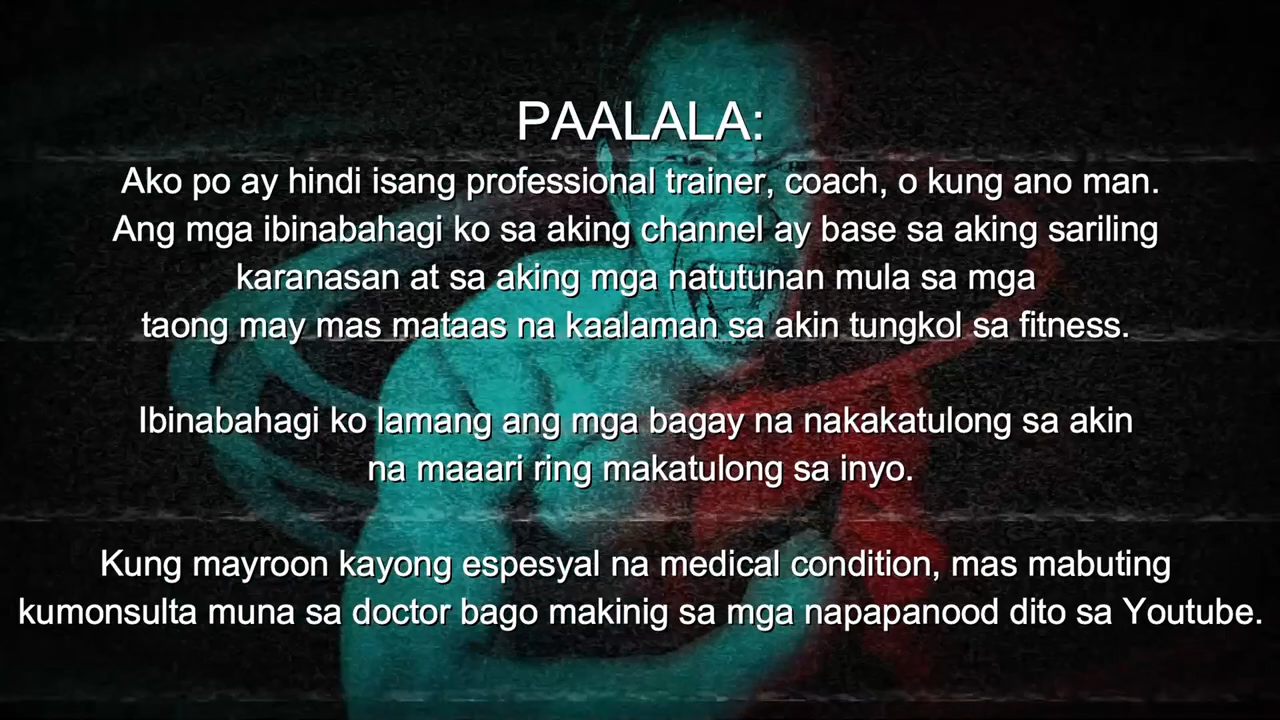 PAALALA:
Ako po ay hindi isang professional trainer, coach, o kung ano man.
Ang mga ibinabahagi ko sa aking channel ay base sa aking sariling
karanasan at sa aking mga natutunan mula sa mga
taong may mas mataas na kaalaman sa akin tungkol sa fitness.
Ibinabahagi ko lamang ang mga bagay na nakakatulong sa akin
na maaari ring makatulong sa inyo.
Kung mayroon kayong espesyal na medical condition, mas mabuting
kumonsulta muna sa doctor bago makinig sa mga napapanood dito sa Youtube.